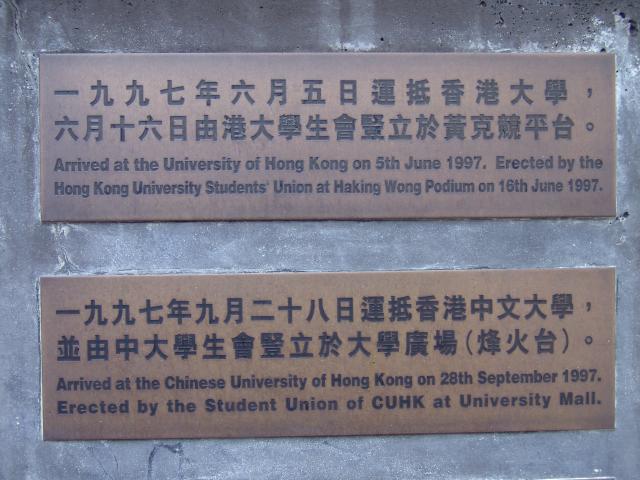 一九九七年六月五日運抵香港大學，
六月十六日由港大學生會豎立於黃克競平台。
Arrived at the University of Hong Kong on 5th June 1997. Erected by the
Hong Kong University Students' Union at Haking Wong Podium on 16th June 1997.
一九九七年九月二十八日運抵香港中文大學，
並由中大學生會豎立於大學廣場(烽火台)。
Arrived at the Chinese University of Hong Kong on 28th September 1997.
Erected by the Student Union of CUHK at University Mall.